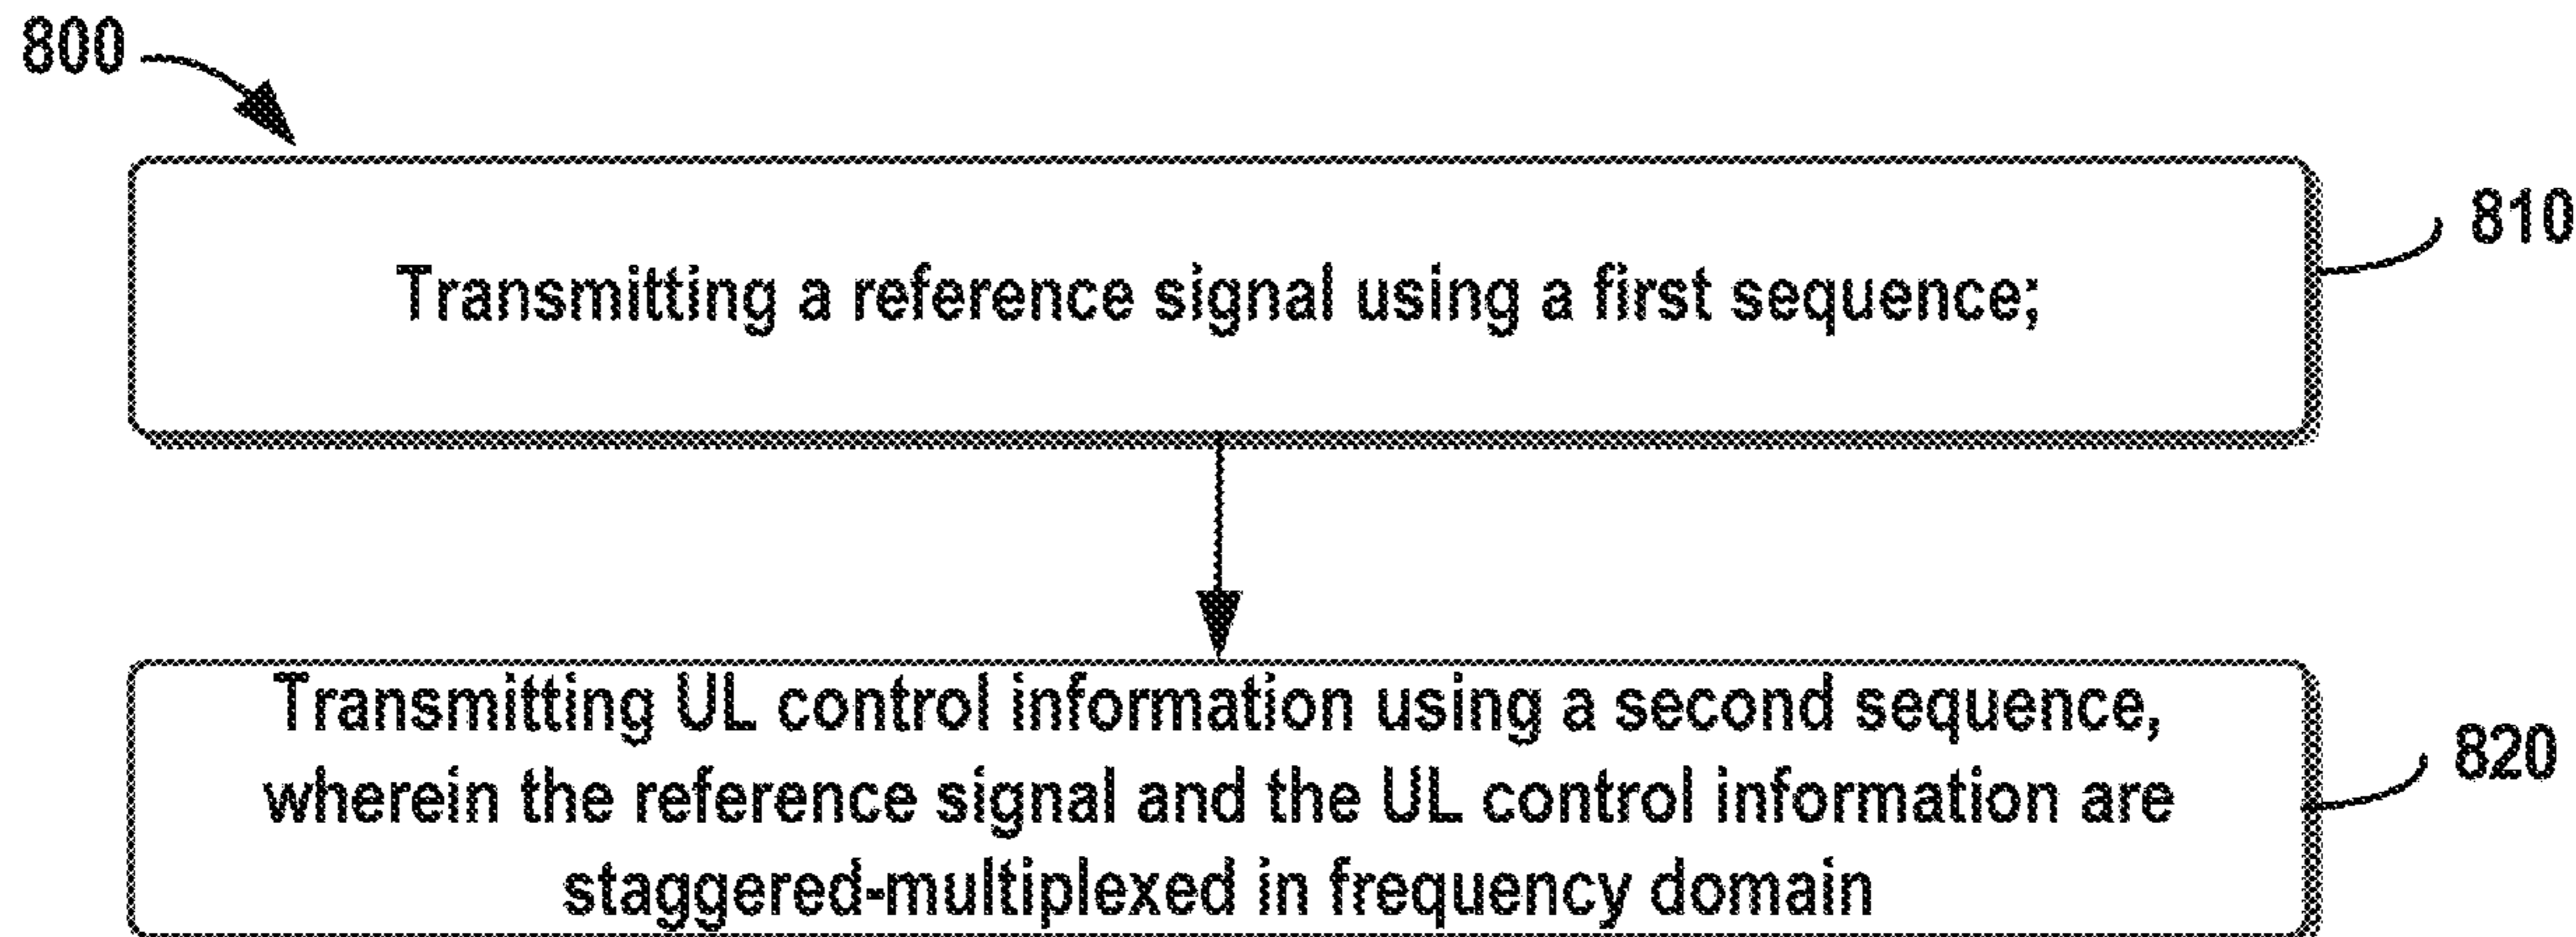 800
810
Transmitting a reference signal using a first sequence;
Transmitting UL control information using a second sequence,
820
wherein the reference signal and the UL control information are
staggered-multiplexed in frequency domain